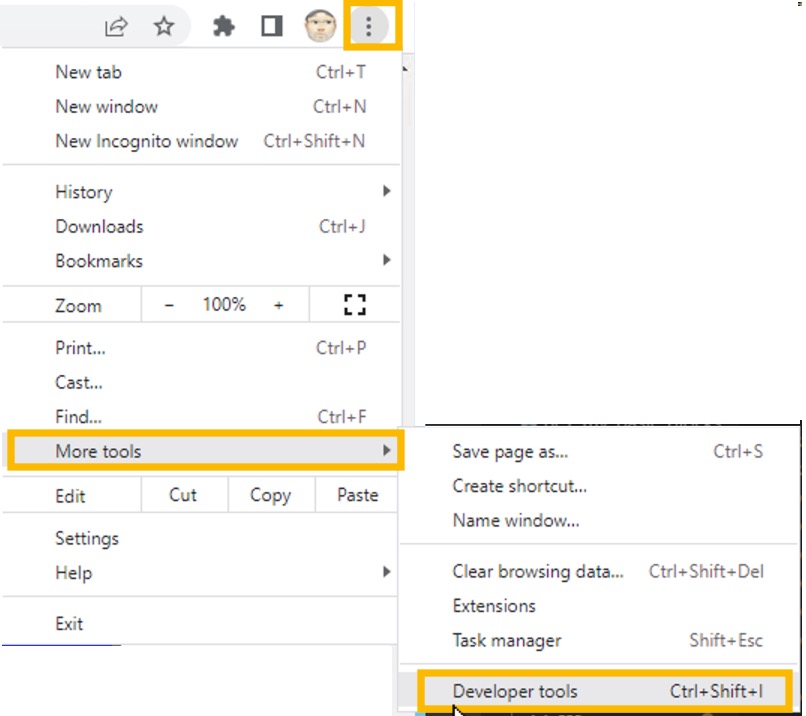 New tab Ctrl+T
New window Ctrl+N
New Incognito window Ctrl+Shift+N
History
Downloads Ctrl+J
Bookmarks
Zoom - 100% +
Print... Ctrl+P
Cast...
Find... Ctrl+F
More tools
Edit Cut Copy Paste
Settings
Help
Exit
Save page as... Ctrl+S
Create shortcut...
Name window...
Clear browsing data... Ctrl+Shift+Del
Extensions
Task manager Shift+Esc
Developer tools Ctrl+Shift+I